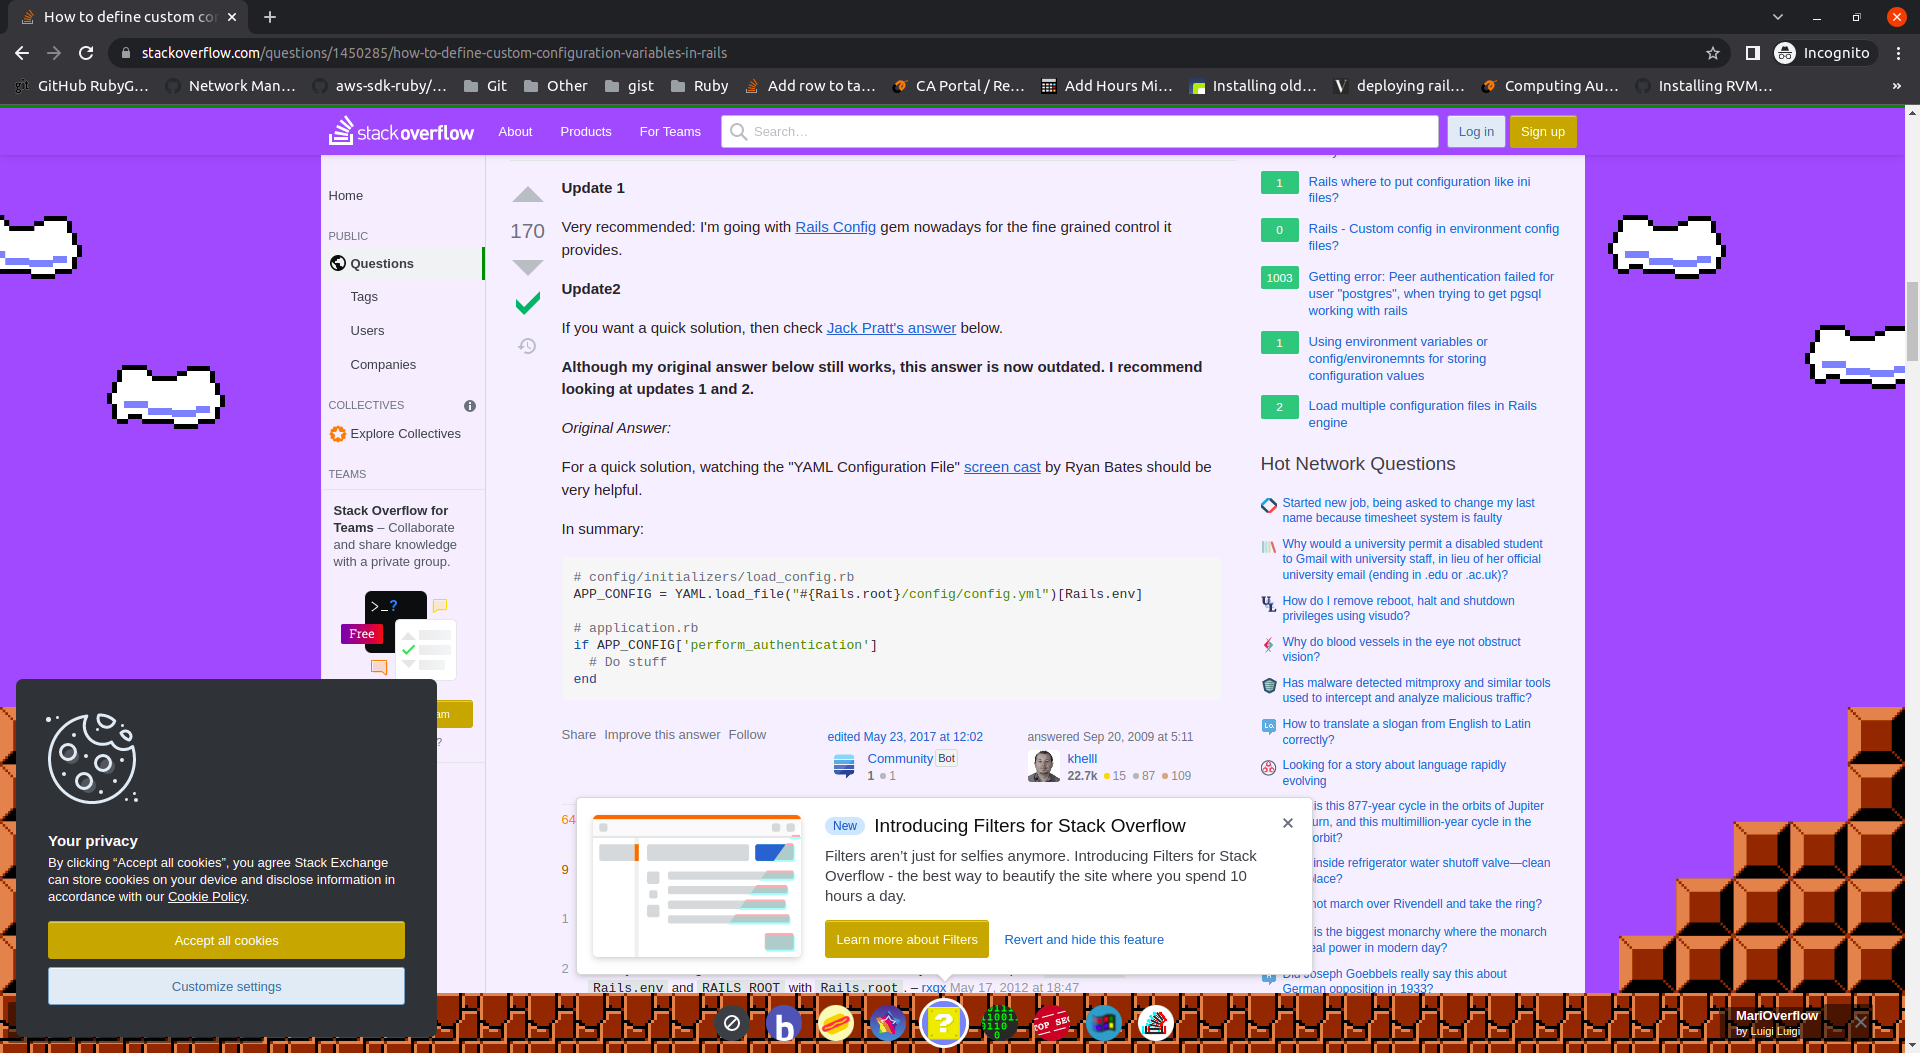 How to define custom co
stackoverflow.com/questions/1450285/how-to-define-custom-configuration-variables-in-rails
Incognito
GitHub RubyG…
Network Man…
aws-sdk-ruby/…
Git
Other
gist
Ruby
Add row to ta…
CA Portal / Re…
Add Hours Mi…
Installing old…
deploying rail…
Computing Au…
Installing RVM…
»
stackoverflow
About
Products
For Teams
Search…
Log in
Sign up
Home
PUBLIC
Questions
Tags
Users
Companies
COLLECTIVES
Explore Collectives
TEAMS
Stack Overflow for
Teams – Collaborate
and share knowledge
with a private group.
>_?
Free
am
?
170
Update 1
Very recommended: I'm going with Rails Config gem nowadays for the fine grained control it
provides.
Update2
If you want a quick solution, then check Jack Pratt's answer below.
Although my original answer below still works, this answer is now outdated. I recommend
looking at updates 1 and 2.
Original Answer:
For a quick solution, watching the "YAML Configuration File" screen cast by Ryan Bates should be
very helpful.
In summary:
# config/initializers/load_config.rb
APP_CONFIG = YAML.load_file("#{Rails.root}/config/config.yml")[Rails.env]
# application.rb
if APP_CONFIG['perform_authentication']
# Do stuff
end
Share Improve this answer Follow
edited May 23, 2017 at 12:02
Community Bot
1 1
answered Sep 20, 2009 at 5:11
khelll
22.7k 15 87 109
64
9
1
2
Rails.env and RAILS_ROOT with Rails.root. – rxgx May 17, 2012 at 18:47
1 Rails where to put configuration like ini
files?
0 Rails - Custom config in environment config
files?
1003 Getting error: Peer authentication failed for
user "postgres", when trying to get pgsql
working with rails
1 Using environment variables or
config/environemnts for storing
configuration values
2 Load multiple configuration files in Rails
engine
Hot Network Questions
Started new job, being asked to change my last
name because timesheet system is faulty
Why would a university permit a disabled student
to Gmail with university staff, in lieu of her official
university email (ending in .edu or .ac.uk)?
How do I remove reboot, halt and shutdown
privileges using visudo?
Why do blood vessels in the eye not obstruct
vision?
Has malware detected mitmproxy and similar tools
used to intercept and analyze malicious traffic?
How to translate a slogan from English to Latin
correctly?
Looking for a story about language rapidly
evolving
is this 877-year cycle in the orbits of Jupiter
urn, and this multimillion-year cycle in the
orbit?
inside refrigerator water shutoff valve—clean
place?
not march over Rivendell and take the ring?
is the biggest monarchy where the monarch
eal power in modern day?
Did Joseph Goebbels really say this about
German opposition in 1933?
Your privacy
By clicking “Accept all cookies”, you agree Stack Exchange
can store cookies on your device and disclose information in
accordance with our Cookie Policy.
Accept all cookies
Customize settings
New Introducing Filters for Stack Overflow
Filters aren’t just for selfies anymore. Introducing Filters for Stack
Overflow - the best way to beautify the site where you spend 10
hours a day.
Learn more about Filters
Revert and hide this feature
b
?
TOP SEC
MariOverflow
by Luigi Luigi